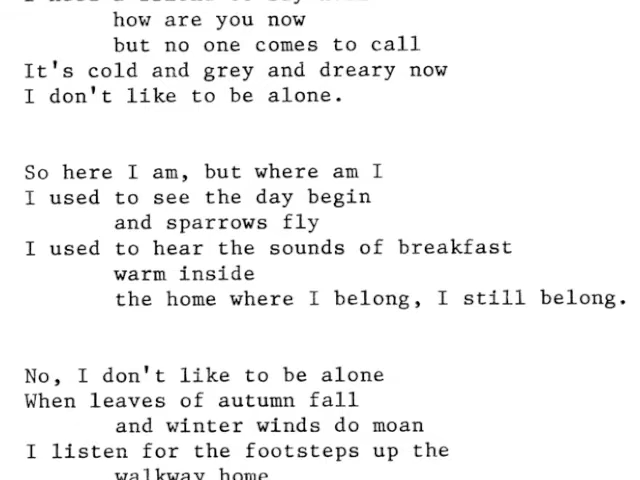 how are you now
but no one comes to call
It's cold and grey and dreary now
I don't like to be alone.
So here I am, but where am I
I used to see the day begin
and sparrows fly
I used to hear the sounds of breakfast
warm inside
the home where I belong, I still belong.
No, I don't like to be alone
When leaves of autumn fall
and winter winds do moan
I listen for the footsteps up the
walkway home